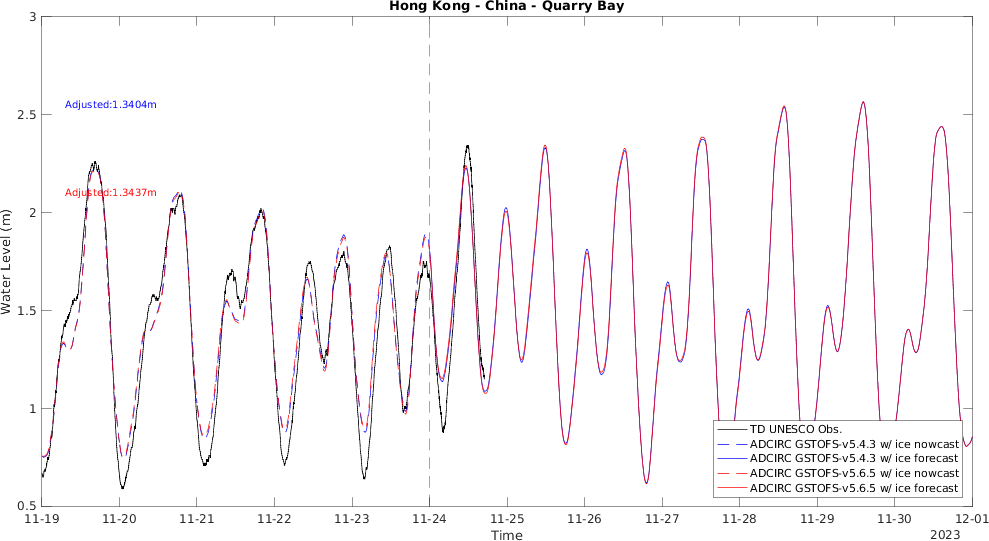 Hong Kong - China - Quarry Bay
3
2.5
2
1.5
1
0.5
Water Level (m)
Adjusted:1.3404m
Adjusted:1.3437m
TD UNESCO Obs.
ADCIRC GSTOFS-v5.4.3 w/ ice nowcast
ADCIRC GSTOFS-v5.4.3 w/ ice forecast
ADCIRC GSTOFS-v5.6.5 w/ ice nowcast
ADCIRC GSTOFS-v5.6.5 w/ ice forecast
11-19 11-20 11-21 11-22 11-23 11-24 11-25 11-26 11-27 11-28 11-29 11-30 12-01
Time
2023